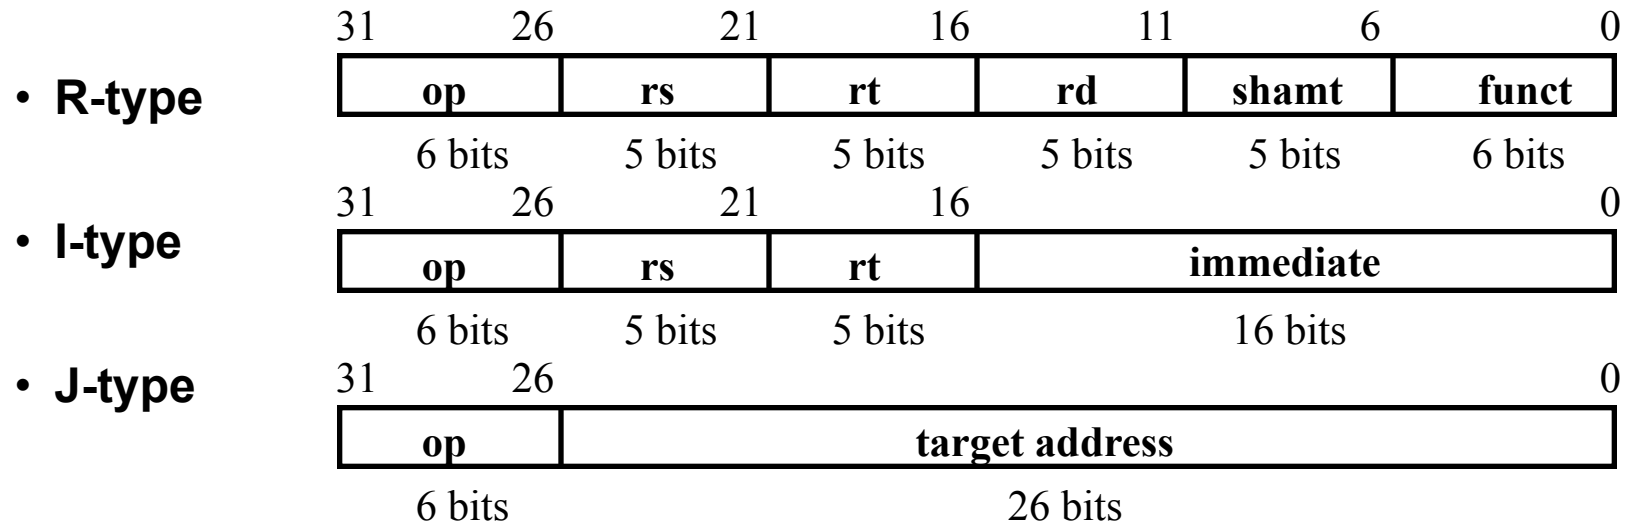 31 26 21 16 11 6 0
• R-type op rs rt rd shamt funct
6 bits 5 bits 5 bits 5 bits 5 bits 6 bits
31 26 21 16 0
• I-type op rs rt immediate
6 bits 5 bits 5 bits 16 bits
31 26 0
• J-type
op target address
6 bits 26 bits